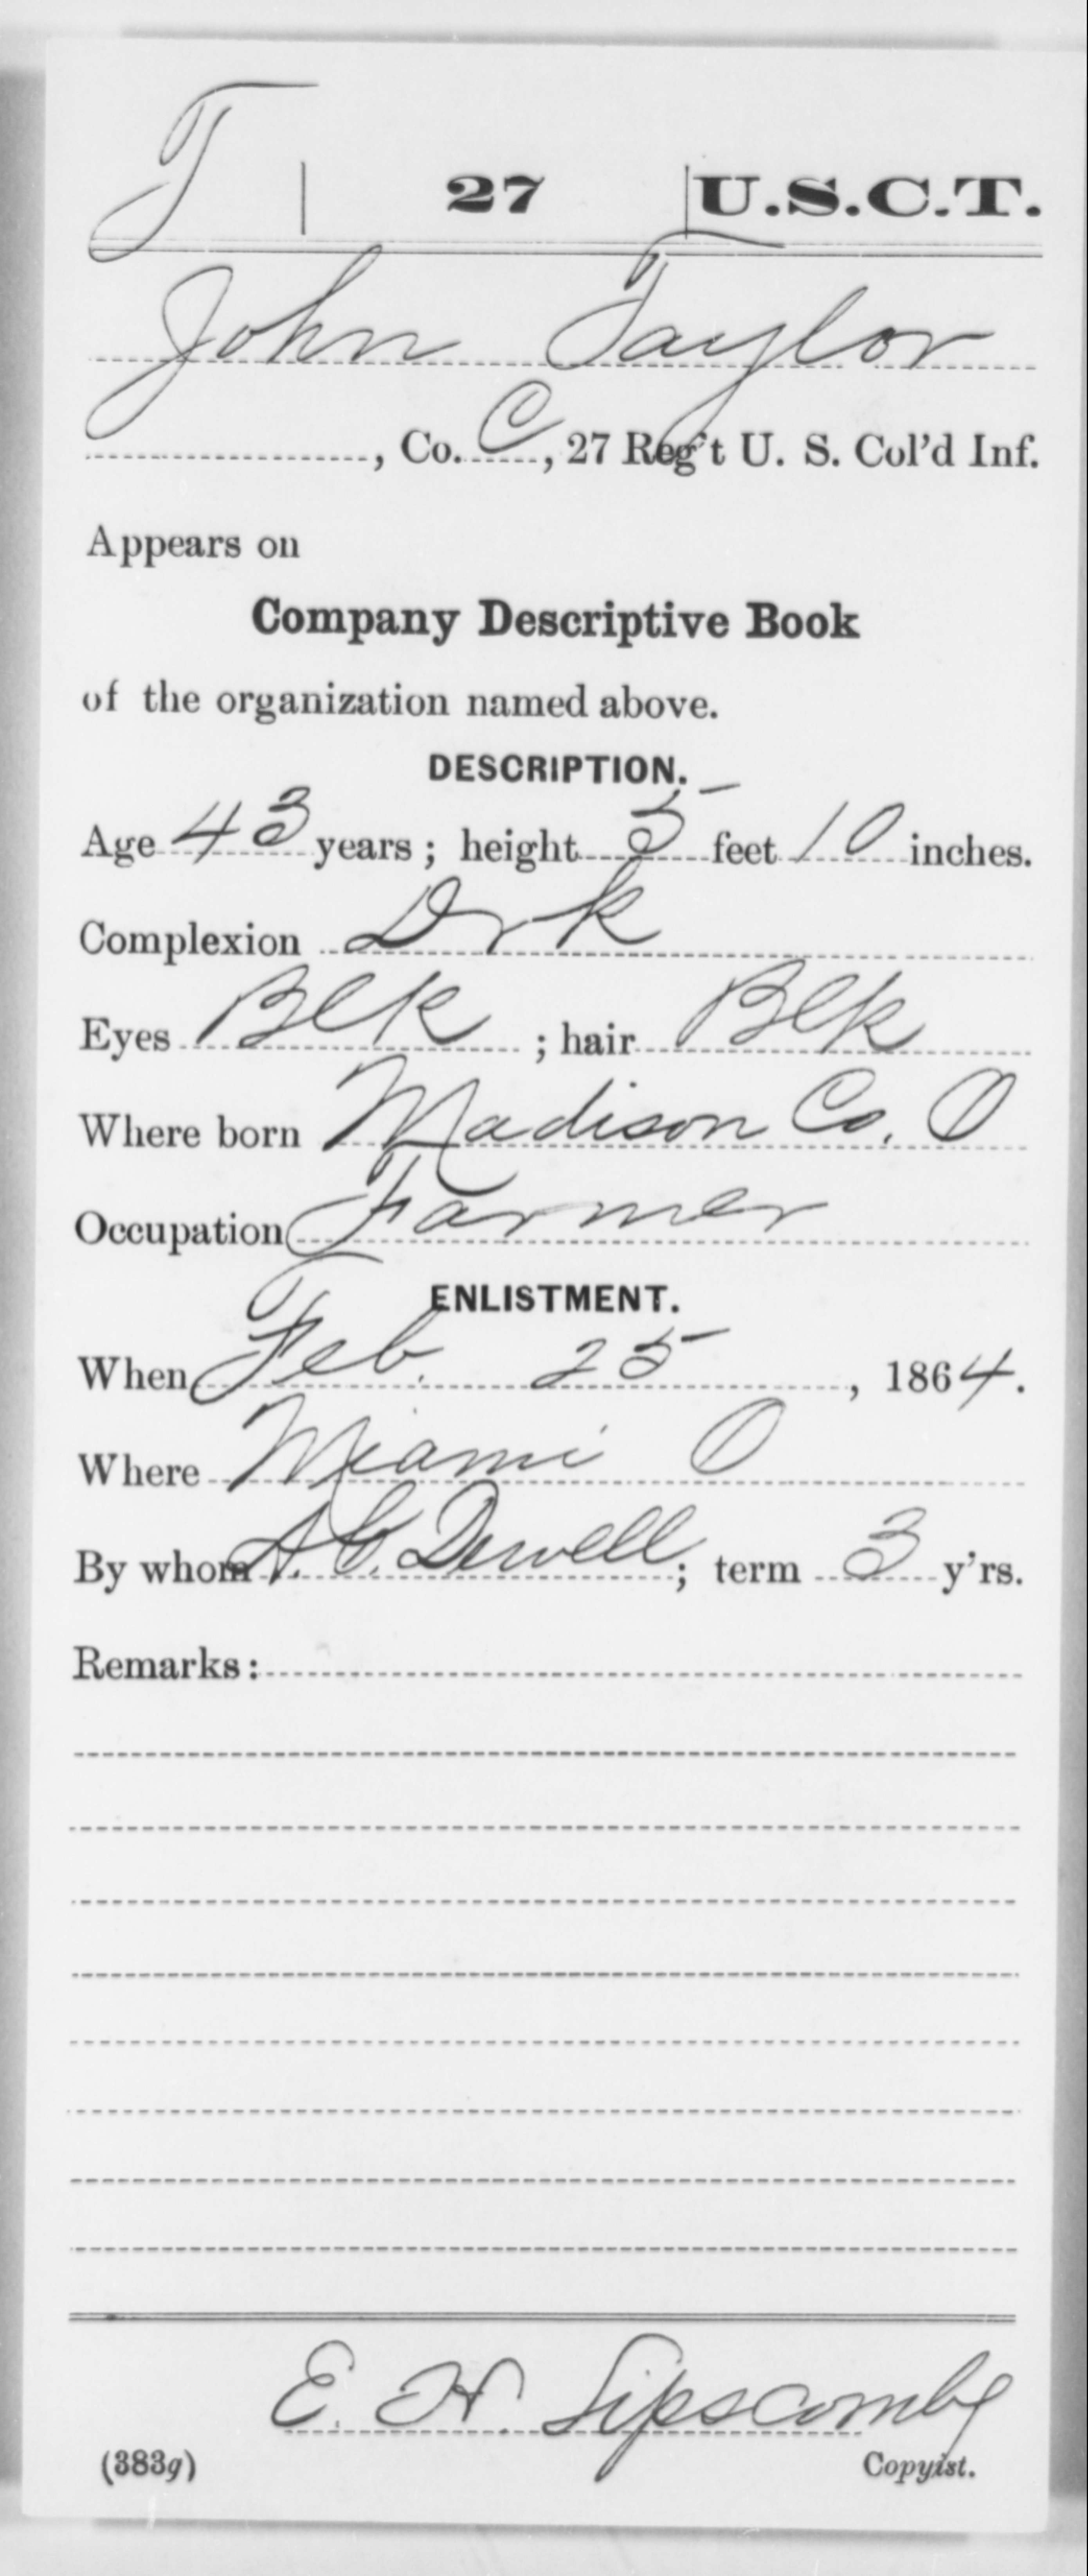 T | 27 | U.S.C.T.
John Taylor
, Co. C, 27 Reg't U. S. Col'd Inf.
Appears on
Company Descriptive Book
of the organization named above.
DESCRIPTION.
Age 43 years; height 5 feet 10 inches.
Complexion Drk
Eyes Blk ; hair Blk
Where born Madison Co. O
Occupation Farmer
ENLISTMENT.
When Feb. 25, 1864.
Where Miami O
By whom A. C. Dewell; term 3 y'rs.
Remarks:
E. H. Lipscomb
(383g) Copyist.